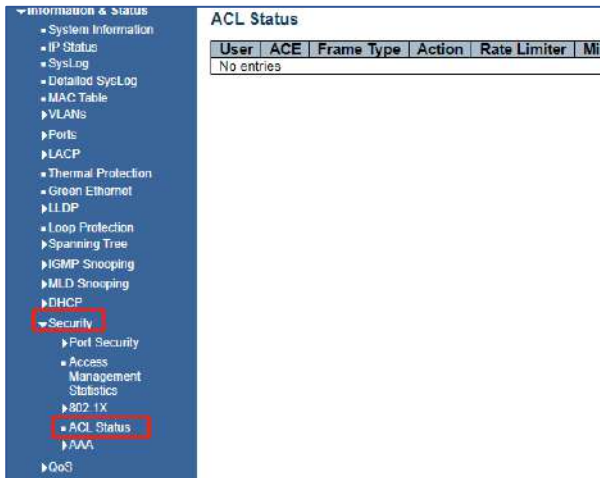 Information & Status
System Information
IP Status
SysLog
Detailed SysLog
MAC Table
VLANs
Ports
LACP
Thermal Protection
Green Ethernet
LLDP
Loop Protection
Spanning Tree
IGMP Snooping
MLD Snooping
DHCP
Security
Port Security
Access
Management
Statistics
802.1X
ACL Status
AAA
QoS
ACL Status
User ACE Frame Type Action Rate Limiter Mi
No entries